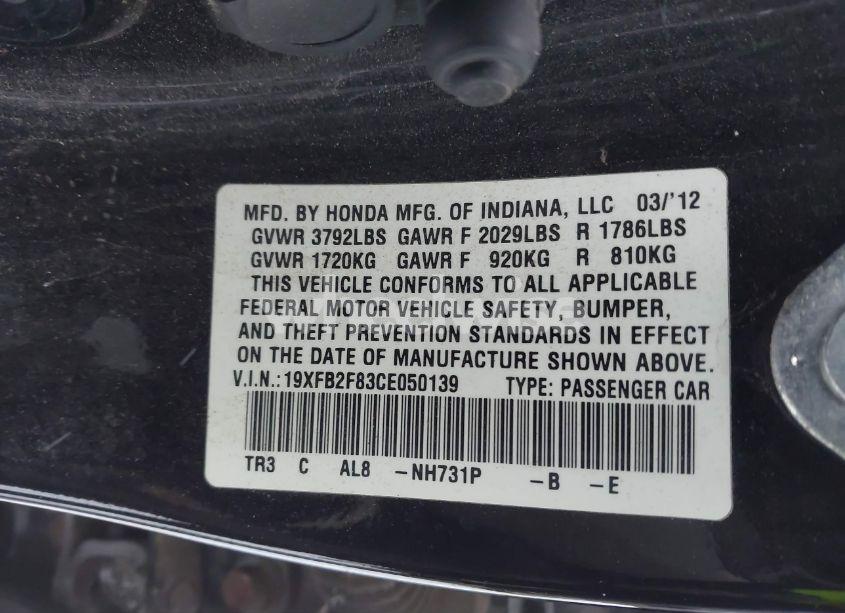 MFD. BY HONDA MFG. OF INDIANA, LLC 03/'12
GVWR 3792LBS GAWR F 2029LBS R 1786LBS
GVWR 1720KG GAWR F 920KG R 810KG
THIS VEHICLE CONFORMS TO ALL APPLICABLE
FEDERAL MOTOR VEHICLE SAFETY, BUMPER,
AND THEFT PREVENTION STANDARDS IN EFFECT
ON THE DATE OF MANUFACTURE SHOWN ABOVE.
V.I.N.:19XFB2F83CE050139 TYPE: PASSENGER CAR
TR3 C AL8 -NH731P -B -E